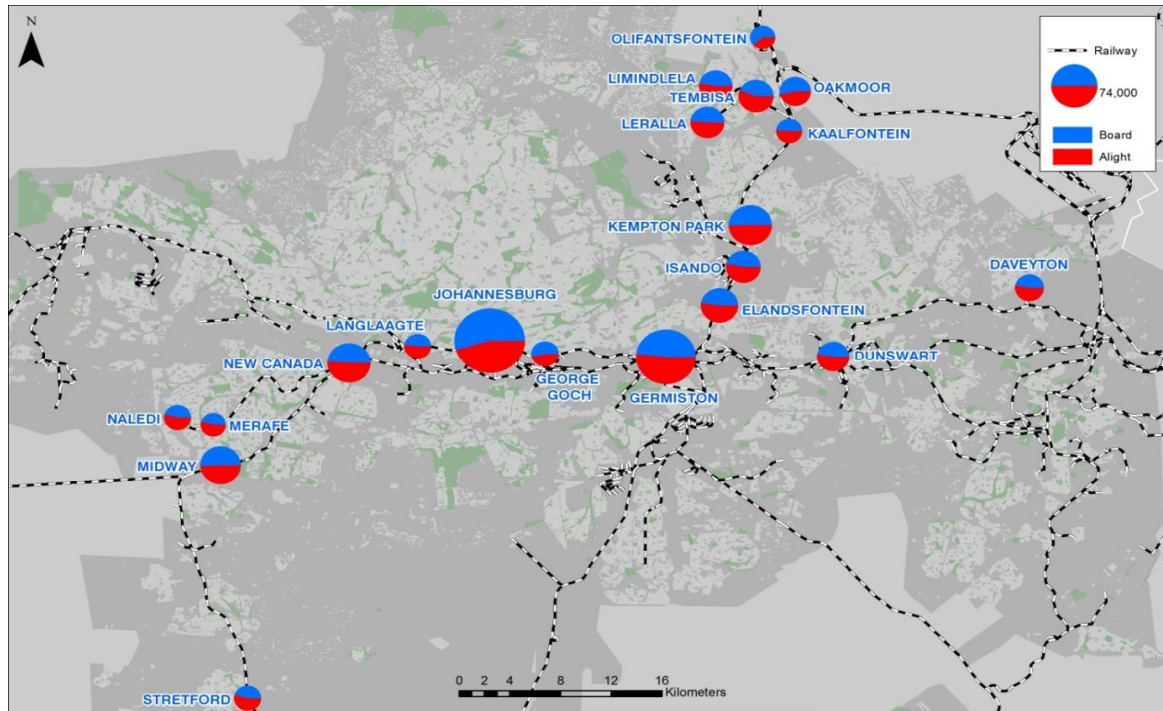 N
OLIFANTSFONTEIN
LIMINDLELA
TEMBISA
OAKMOOR
LERALLA
KAALFONTEIN
Railway
74,000
Board
Alight
KEMPTON PARK
ISANDO
DAVEYTON
JOHANNESBURG
ELANDSFONTEIN
LANGLAAGTE
NEW CANADA
DUNSWART
GEORGE
GOCH
GERMISTON
NALEDI
MERAFE
MIDWAY
STRETFORD
0 2 4 8 12 16
Kilometers